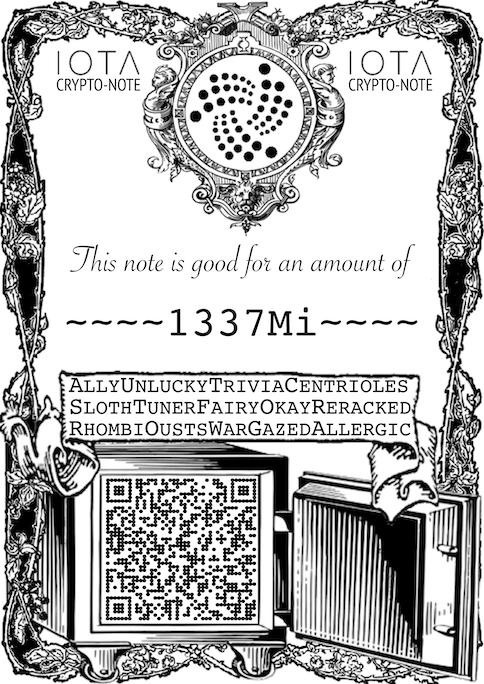 IOTA
CRYPTO-NOTE
IOTA
CRYPTO-NOTE
This note is good for an amount of
~~~~1337Mi~~~~
ALLYUNLUCKYTRIVIACENTRIOLES
SLOTHTUNERFAIRYOKAYRERACKED
RHOMBIOUSTSWARGAZEDALLERGIC